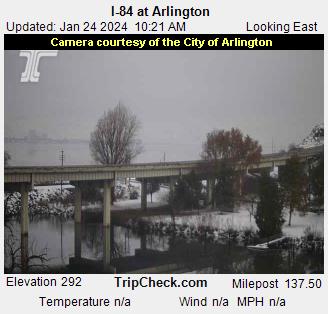 I-84 at Arlington
Updated: Jan 24 2024 10:21 AM Looking East
Camera courtesy of the City of Arlington
Elevation 292 TripCheck.com Milepost 137.50
Temperature n/a Wind n/a MPH n/a